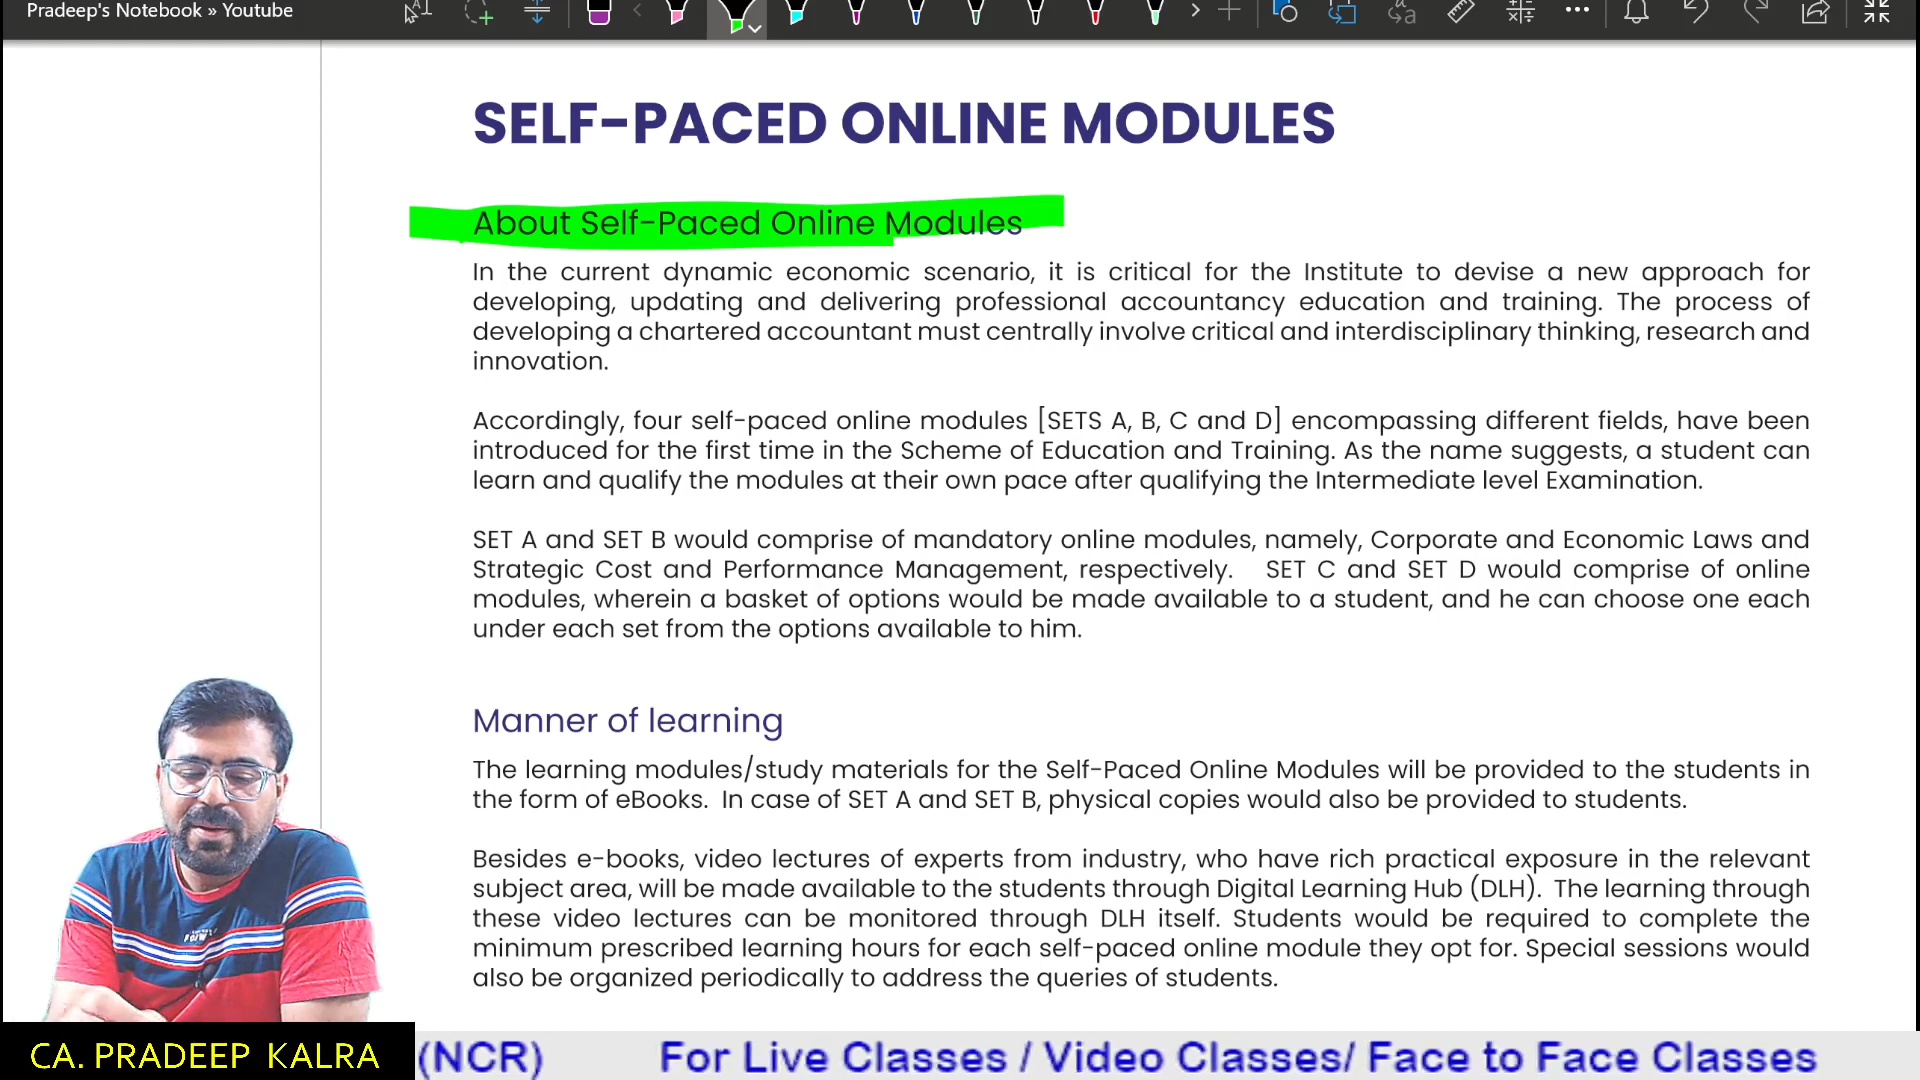 Pradeep's Notebook » Youtube
SELF-PACED ONLINE MODULES
About Self-Paced Online Modules
In the current dynamic economic scenario, it is critical for the Institute to devise a new approach for
developing, updating and delivering professional accountancy education and training. The process of
developing a chartered accountant must centrally involve critical and interdisciplinary thinking, research and
innovation.
Accordingly, four self-paced online modules [SETS A, B, C and D] encompassing different fields, have been
introduced for the first time in the Scheme of Education and Training. As the name suggests, a student can
learn and qualify the modules at their own pace after qualifying the Intermediate level Examination.
SET A and SET B would comprise of mandatory online modules, namely, Corporate and Economic Laws and
Strategic Cost and Performance Management, respectively. SET C and SET D would comprise of online
modules, wherein a basket of options would be made available to a student, and he can choose one each
under each set from the options available to him.
Manner of learning
The learning modules/study materials for the Self-Paced Online Modules will be provided to the students in
the form of eBooks. In case of SET A and SET B, physical copies would also be provided to students.
Besides e-books, video lectures of experts from industry, who have rich practical exposure in the relevant
subject area, will be made available to the students through Digital Learning Hub (DLH). The learning through
these video lectures can be monitored through DLH itself. Students would be required to complete the
minimum prescribed learning hours for each self-paced online module they opt for. Special sessions would
also be organized periodically to address the queries of students.
CA. PRADEEP KALRA (NCR) For Live Classes / Video Classes/ Face to Face Classes